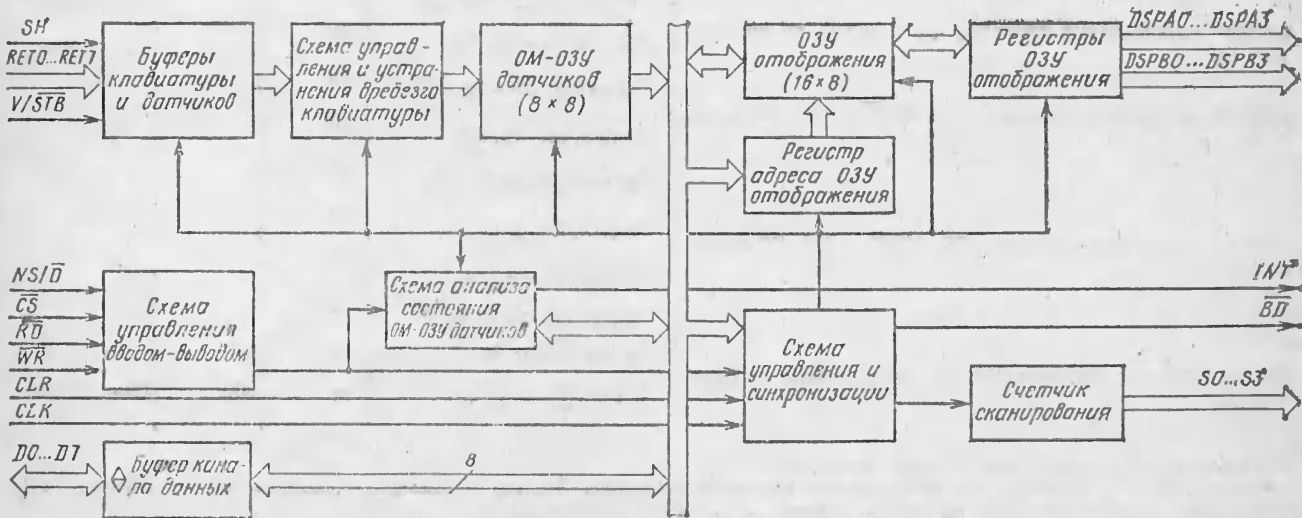 SH
RET0...RET7
V/STB
Буферы
клавиатуры
и датчиков
Схема управ-
ления и устра-
нения дребезга
клавиатуры
ОМ-ОЗУ
датчиков
(8 × 8)
ОЗУ
отображения
(16×8)
Регистры
ОЗУ
отображения
DSPA0...DSPA3
DSPB0...DSPB3
Регистр
адреса ОЗУ
отображения
NS/D
CS
RD
WR
CLR
CLK
Схема
управления
вводом-выводом
Схема анализа
состояния
ОМ-ОЗУ датчиков
INT
BD
Схема
управления и
синхронизации
Счетчик
сканирования
S0...S3
D0...D7
Буфер кана-
ла данных
8